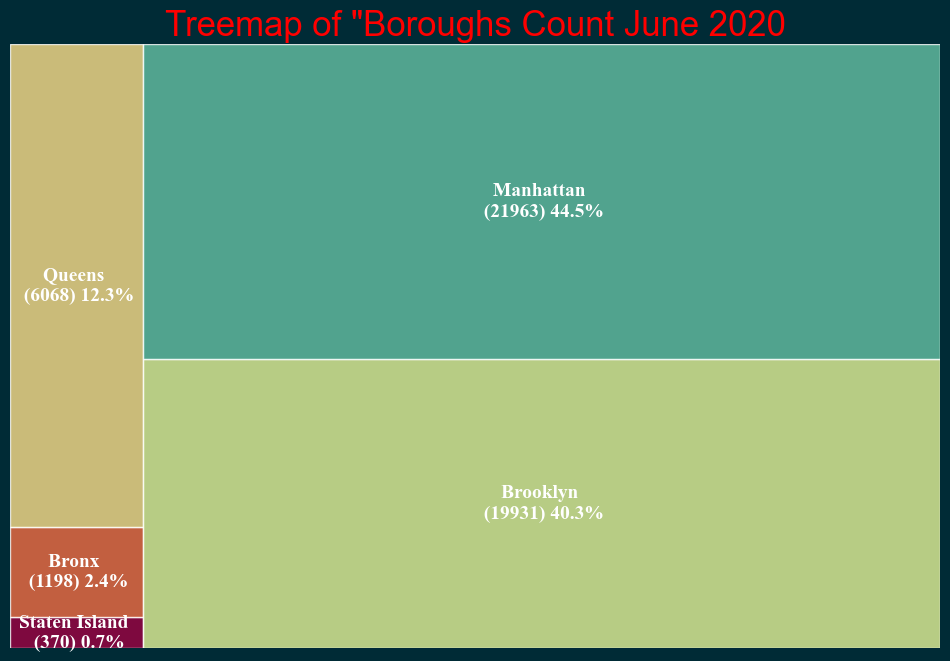 Treemap of "Boroughs Count June 2020
Manhattan
(21963) 44.5%
Queens
(6068) 12.3%
Brooklyn
(19931) 40.3%
Bronx
(1198) 2.4%
Staten Island
(370) 0.7%